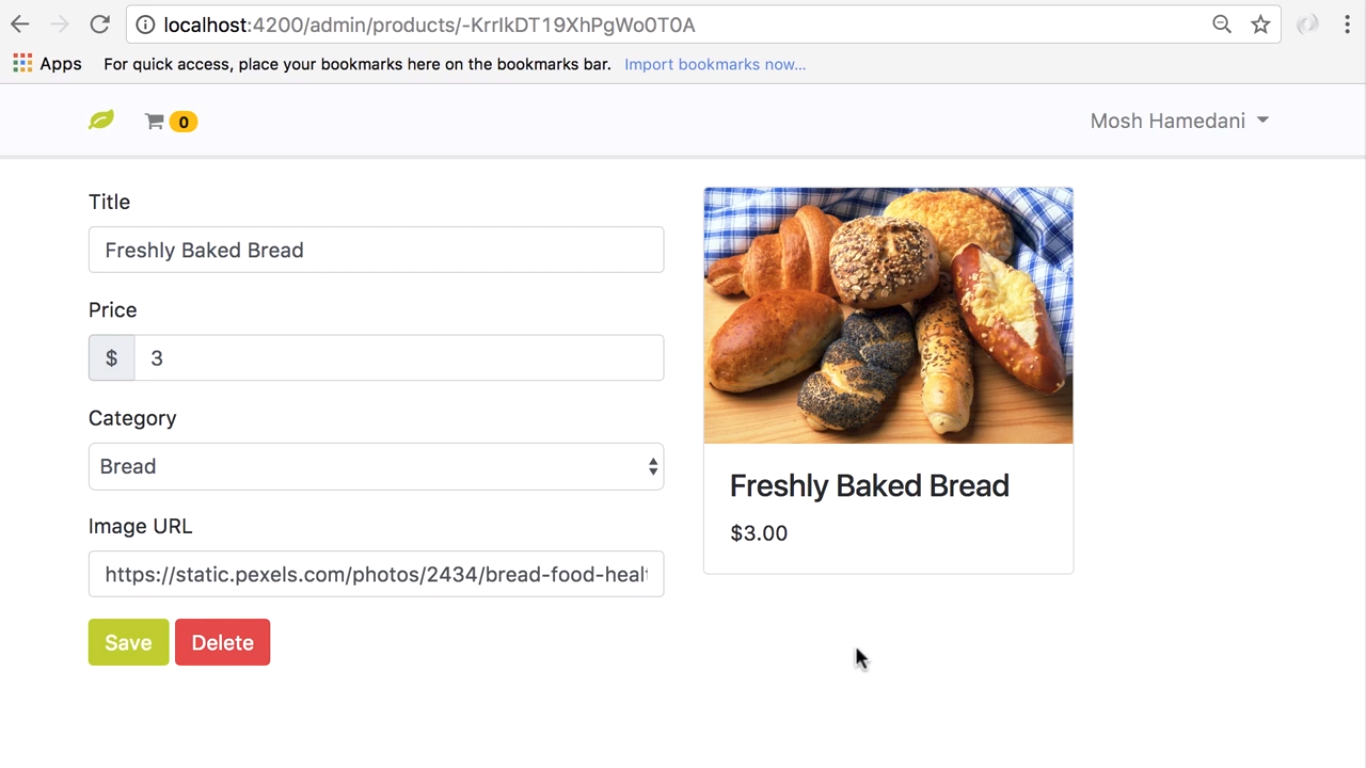 localhost:4200/admin/products/-KrrlkDT19XhPgWo0T0A
Apps For quick access, place your bookmarks here on the bookmarks bar. Import bookmarks now...
0 Mosh Hamedani
Title
Freshly Baked Bread
Price
$ 3
Category
Bread
Image URL
https://static.pexels.com/photos/2434/bread-food-healt
Save Delete
Freshly Baked Bread
$3.00